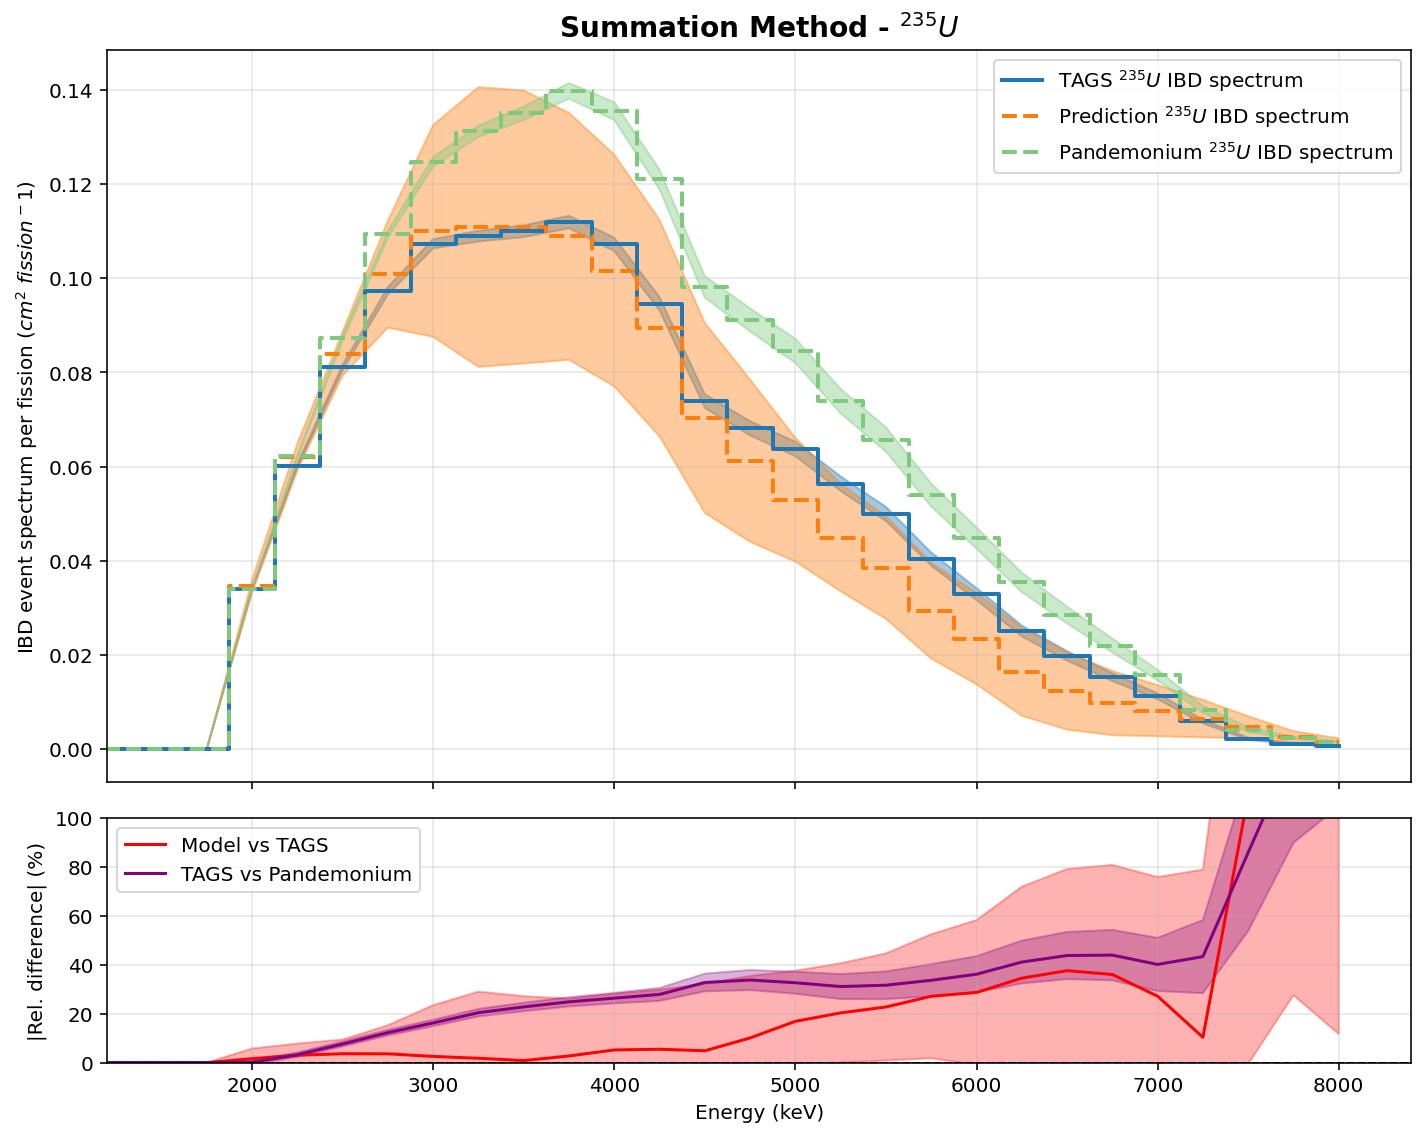 Summation Method - ²³⁵U
IBD event spectrum per fission (cm² fission⁻1)
0.14
0.12
0.10
0.08
0.06
0.04
0.02
0.00
TAGS ²³⁵U IBD spectrum
Prediction ²³⁵U IBD spectrum
Pandemonium ²³⁵U IBD spectrum
|Rel. difference| (%)
100
80
60
40
20
0
Model vs TAGS
TAGS vs Pandemonium
2000 3000 4000 5000 6000 7000 8000
Energy (keV)